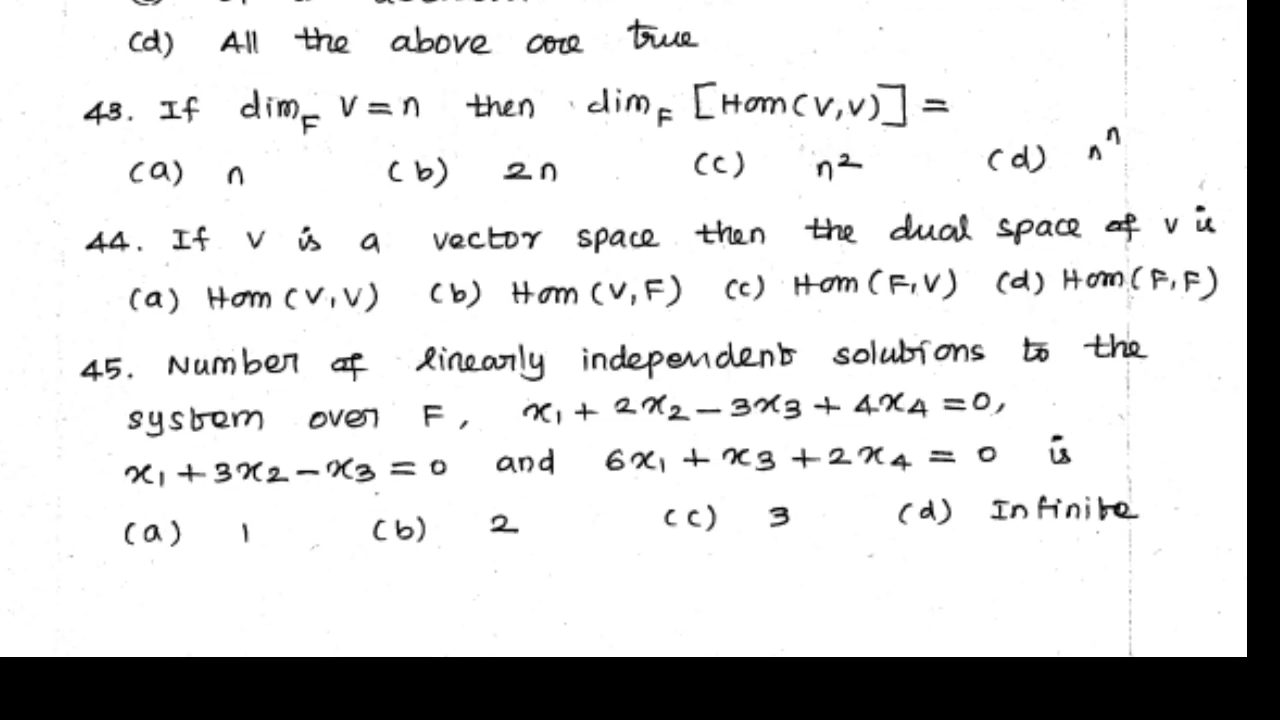 (d) All the above are true
43. If dim_F V = n then dim_F [Hom(V,V)] =
(a) n (b) 2n (c) n² (d) nⁿ
44. If V is a vector space then the dual space of V is
(a) Hom (V,V) (b) Hom (V,F) (c) Hom (F,V) (d) Hom (F,F)
45. Number of linearly independent solutions to the
system over F, x₁ + 2x₂ - 3x₃ + 4x₄ = 0,
x₁ + 3x₂ - x₃ = 0 and 6x₁ + x₃ + 2x₄ = 0 is
(a) 1 (b) 2 (c) 3 (d) Infinite